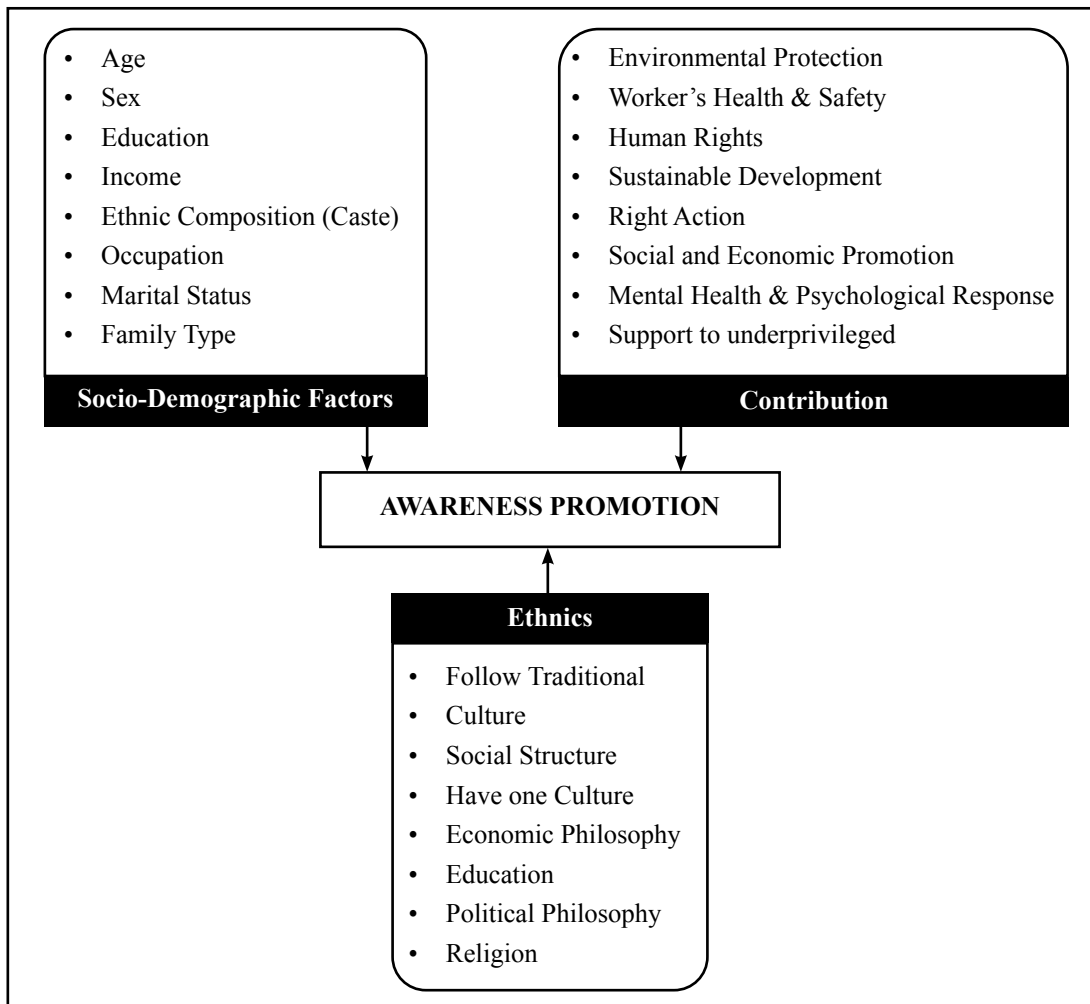 • Age
• Sex
• Education
• Income
• Ethnic Composition (Caste)
• Occupation
• Marital Status
• Family Type
Socio-Demographic Factors
• Environmental Protection
• Worker's Health & Safety
• Human Rights
• Sustainable Development
• Right Action
• Social and Economic Promotion
• Mental Health & Psychological Response
• Support to underprivileged
Contribution
AWARENESS PROMOTION
Ethnics
• Follow Traditional
• Culture
• Social Structure
• Have one Culture
• Economic Philosophy
• Education
• Political Philosophy
• Religion